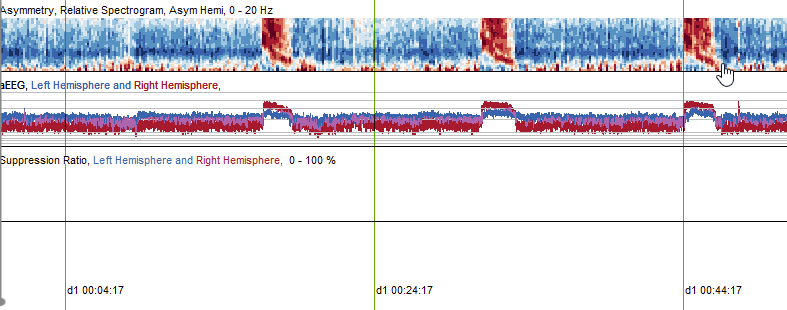 Asymmetry, Relative Spectrogram, Asym Hemi, 0 - 20 Hz
aEEG, Left Hemisphere and Right Hemisphere,
Suppression Ratio, Left Hemisphere and Right Hemisphere, 0 - 100 %
d1 00:04:17 d1 00:24:17 d1 00:44:17